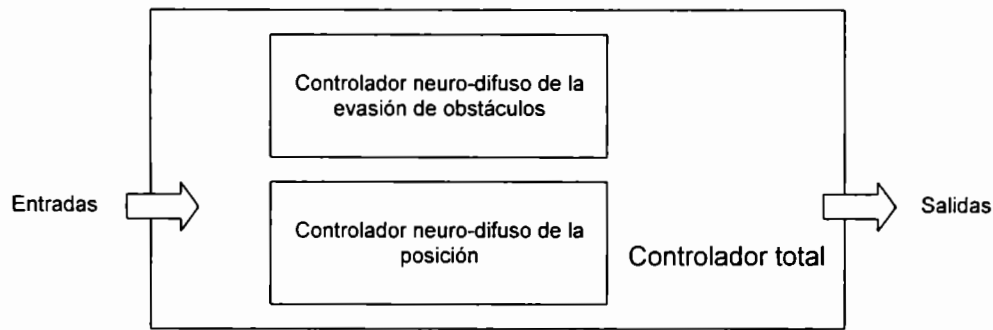 Controlador neuro-difuso de la
evasión de obstáculos
Entradas
Controlador neuro-difuso de la
posición
Controlador total
Salidas